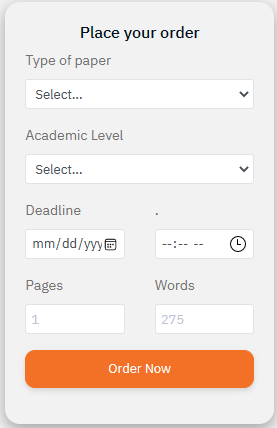 Place your order
Type of paper
Select...
Academic Level
Select...
Deadline .
mm/dd/yyy --:-- --
Pages Words
1 275
Order Now